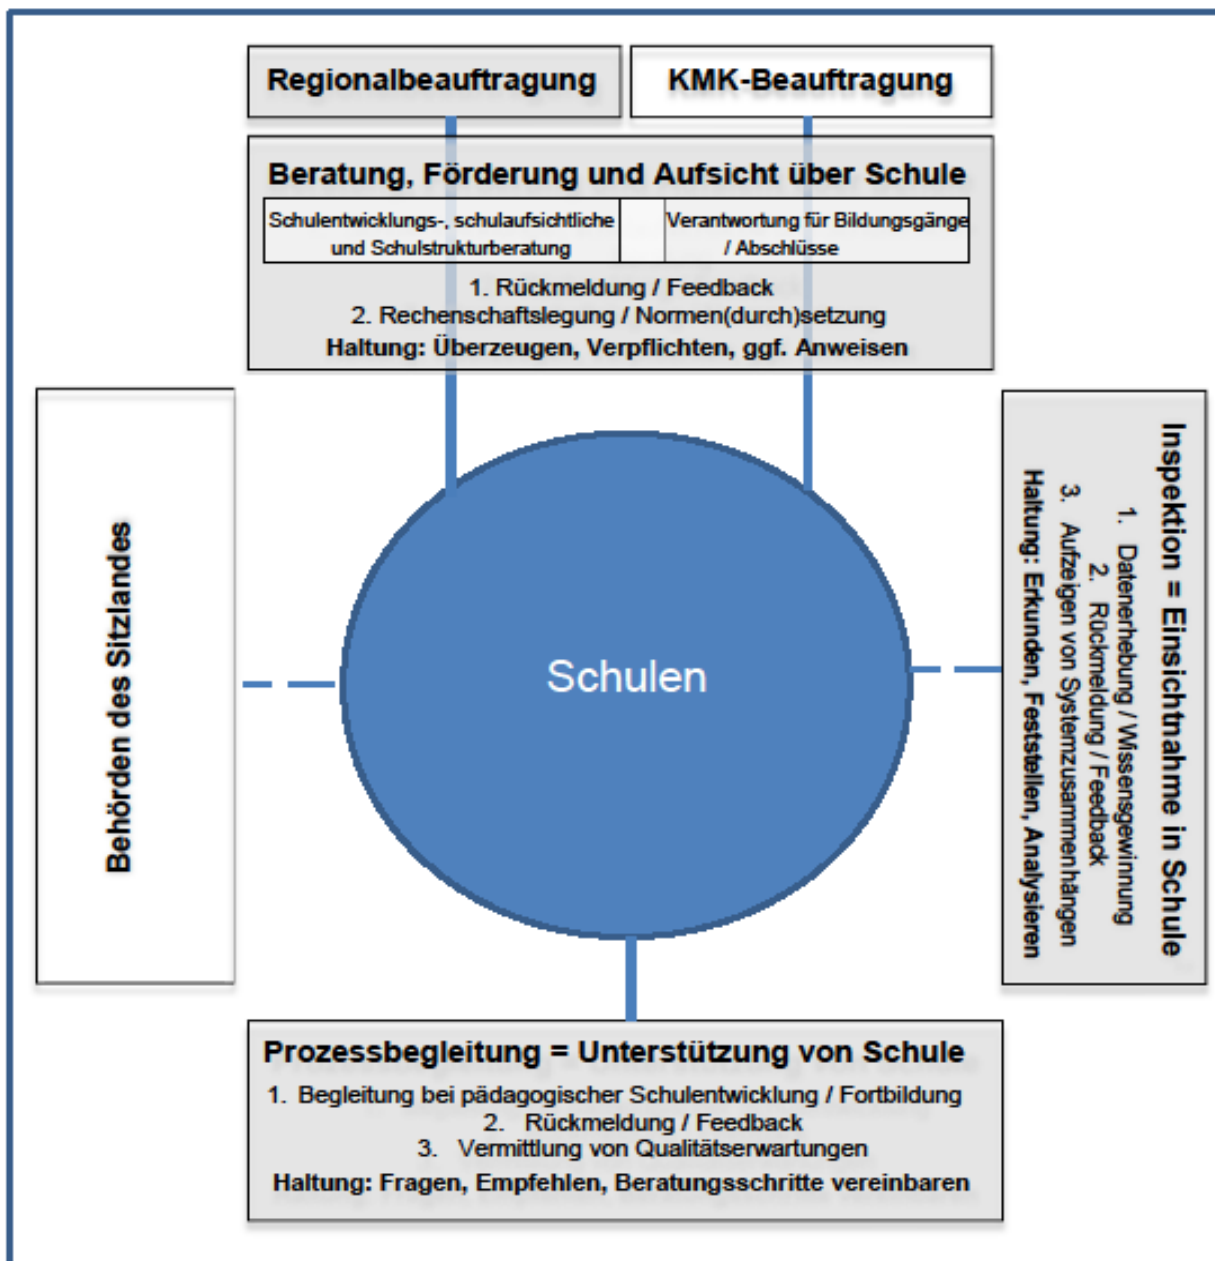 Regionalbeauftragung
KMK-Beauftragung
Beratung, Förderung und Aufsicht über Schule
Schulentwicklungs-, schulaufsichtliche
und Schulstrukturberatung
Verantwortung für Bildungsgänge
/ Abschlüsse
1. Rückmeldung / Feedback
2. Rechenschaftslegung / Normen(durch)setzung
Haltung: Überzeugen, Verpflichten, ggf. Anweisen
Behörden des Sitzlandes
Schulen
Inspektion = Einsichtnahme in Schule
1. Datenerhebung / Wissensgewinnung
2. Rückmeldung / Feedback
3. Aufzeigen von Systemzusammenhängen
Haltung: Erkunden, Feststellen, Analysieren
Prozessbegleitung = Unterstützung von Schule
1. Begleitung bei pädagogischer Schulentwicklung / Fortbildung
2. Rückmeldung / Feedback
3. Vermittlung von Qualitätserwartungen
Haltung: Fragen, Empfehlen, Beratungsschritte vereinbaren